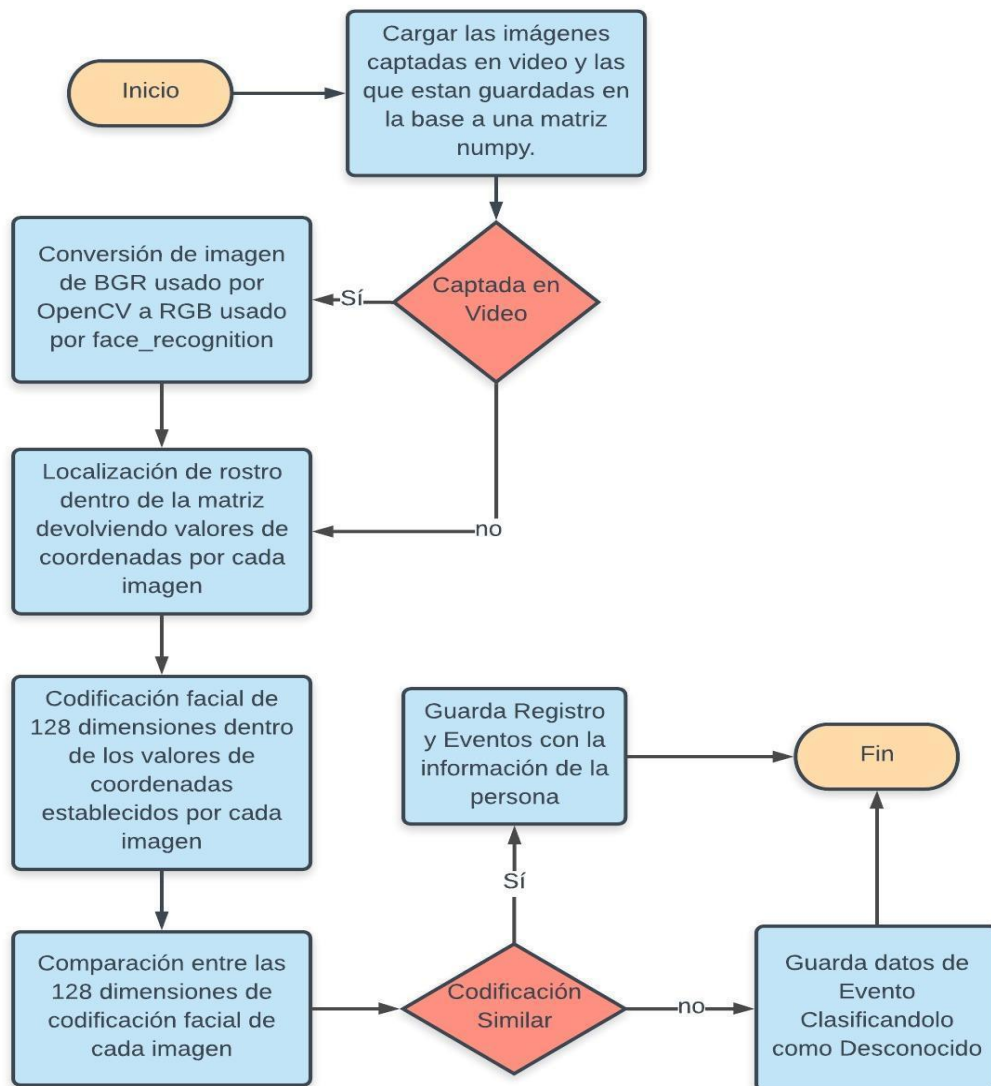 Inicio
Cargar las imágenes
captadas en video y las
que estan guardadas en
la base a una matriz
numpy.
Conversión de imagen
de BGR usado por
OpenCV a RGB usado
por face_recognition
Sí
Captada en
Video
Localización de rostro
dentro de la matriz
devolviendo valores de
coordenadas por cada
imagen
no
Codificación facial de
128 dimensiones dentro
de los valores de
coordenadas
establecidos por cada
imagen
Guarda Registro
y Eventos con la
información de la
persona
Fin
Sí
Comparación entre las
128 dimensiones de
codificación facial de
cada imagen
Codificación
Similar
no
Guarda datos de
Evento
Clasificandolo
como Desconocido